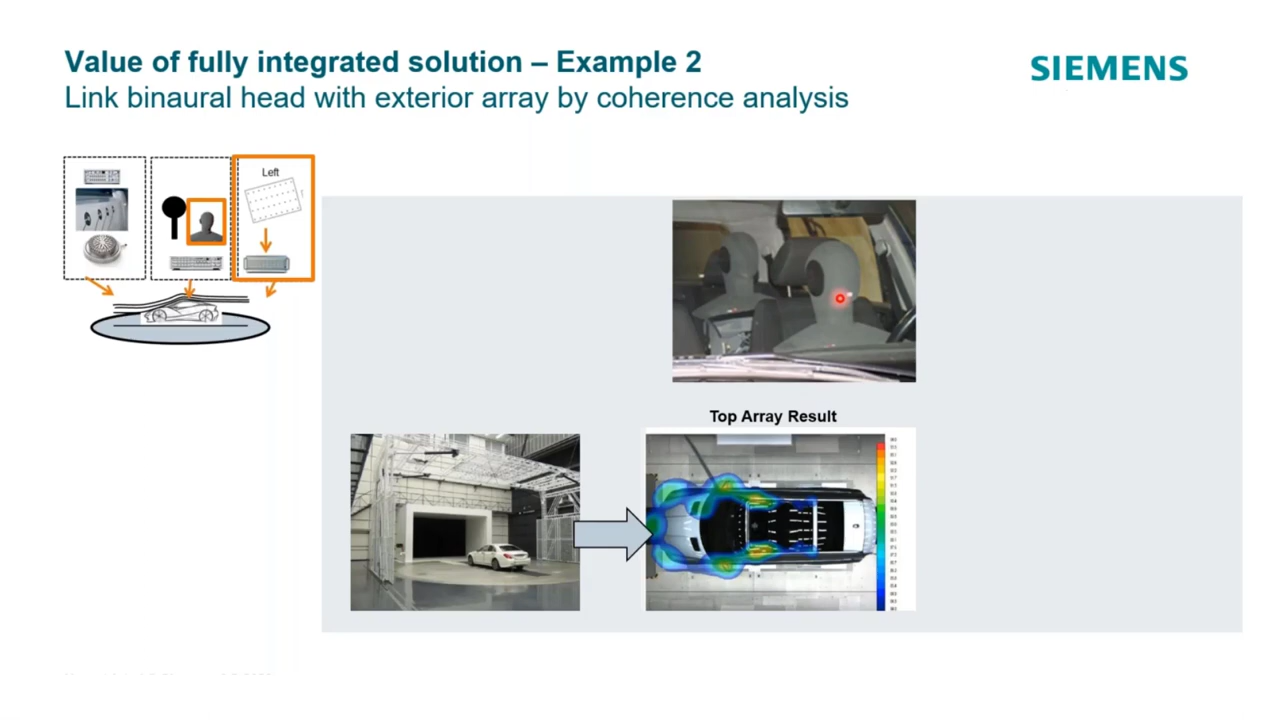 Value of fully integrated solution – Example 2
Link binaural head with exterior array by coherence analysis
SIEMENS
Left
Top Array Result